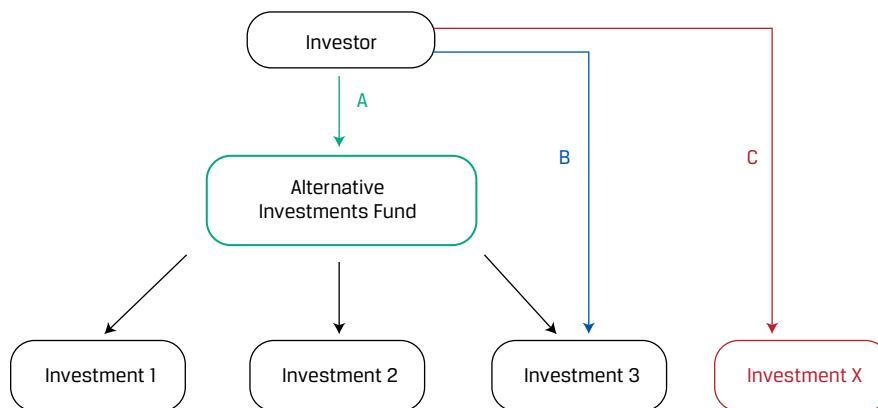 Investor
A
B
C
Alternative
Investments Fund
Investment 1
Investment 2
Investment 3
Investment X